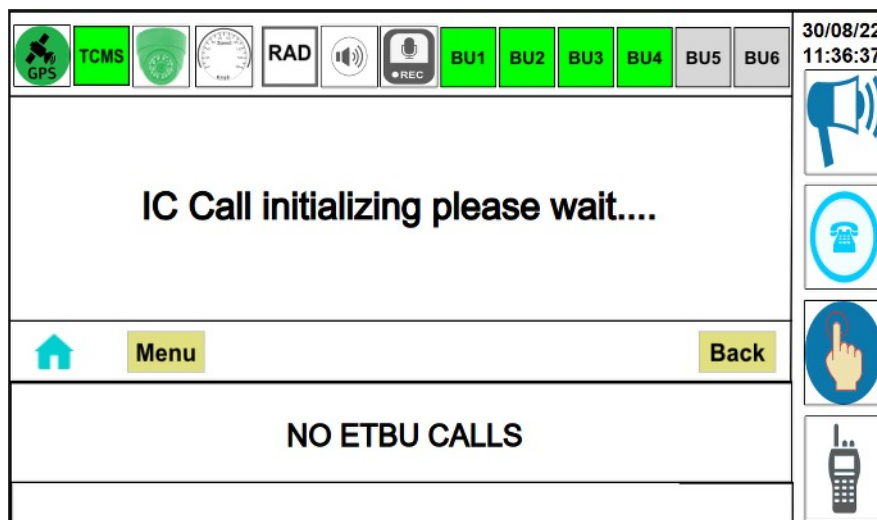 GPS
TCMS
Speed
RAD
REC
BU1
BU2
BU3
BU4
BU5
BU6
30/08/22
11:36:37
IC Call initializing please wait....
Menu
Back
NO ETBU CALLS